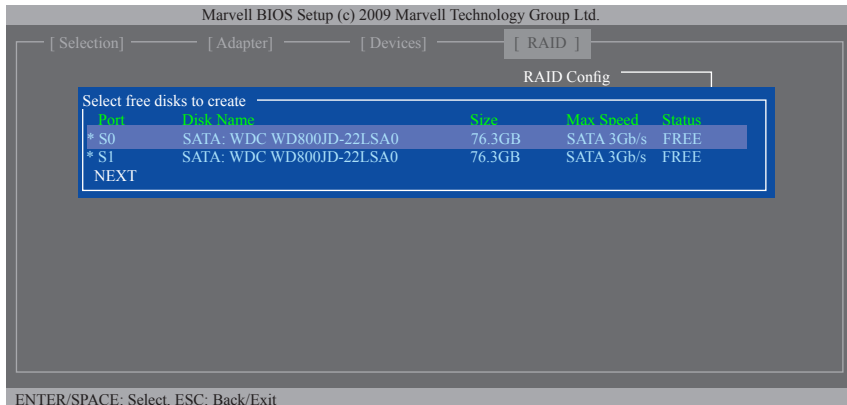 Marvell BIOS Setup (c) 2009 Marvell Technology Group Ltd.
[ Selection] [ Adapter] [ Devices] [ RAID ]
RAID Config
Select free disks to create
Port Disk Name Size Max Speed Status
* S0 SATA: WDC WD800JD-22LSA0 76.3GB SATA 3Gb/s FREE
* S1 SATA: WDC WD800JD-22LSA0 76.3GB SATA 3Gb/s FREE
NEXT
ENTER/SPACE: Select, ESC: Back/Exit